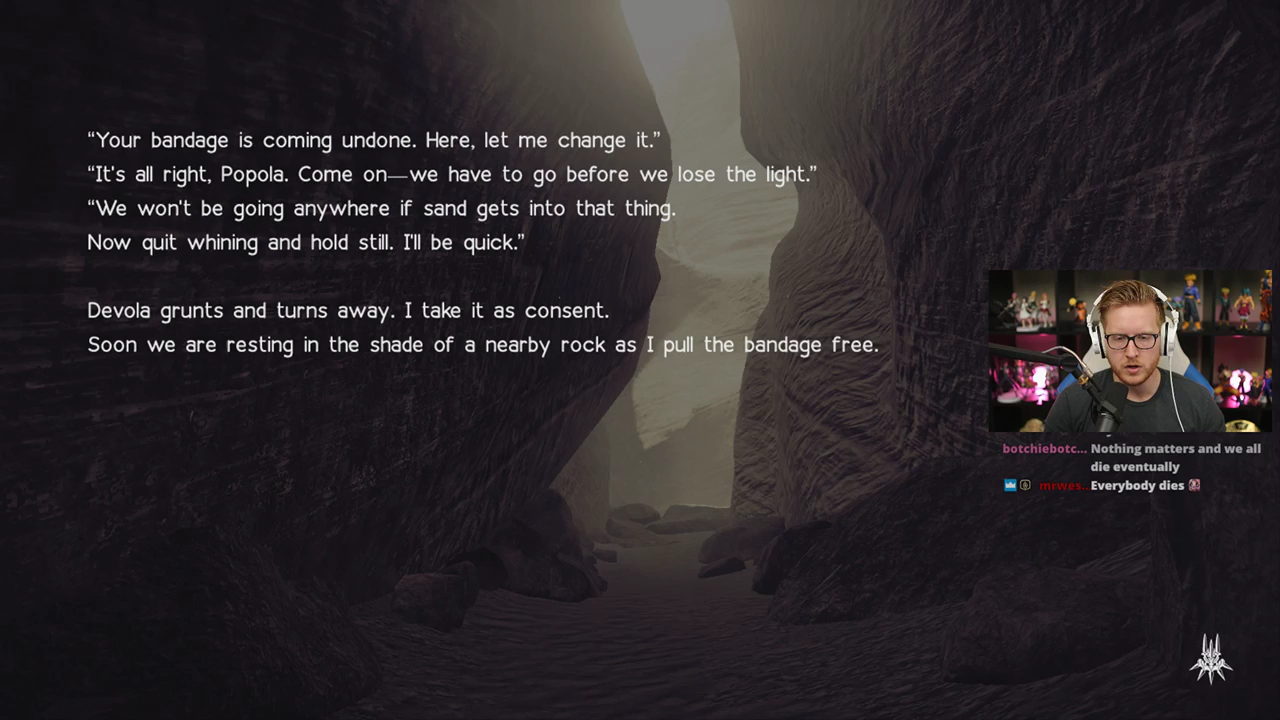 “Your bandage is coming undone. Here, let me change it.”
“It's all right, Popola. Come on—we have to go before we lose the light.”
“We won't be going anywhere if sand gets into that thing.
Now quit whining and hold still. I'll be quick.”
Devola grunts and turns away. I take it as consent.
Soon we are resting in the shade of a nearby rock as I pull the bandage free.
botchiebotc... Nothing matters and we all
die eventually
mrwes... Everybody dies